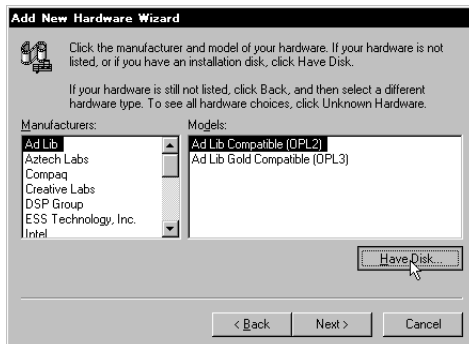 Add New Hardware Wizard
Click the manufacturer and model of your hardware. If your hardware is not
listed, or if you have an installation disk, click Have Disk.
If your hardware is still not listed, click Back, and then select a different
hardware type. To see all hardware choices, click Unknown Hardware.
Manufacturers:
Models:
Ad Lib
Aztech Labs
Compaq
Creative Labs
DSP Group
ESS Technology, Inc.
Intel
Ad Lib Compatible (OPL2)
Ad Lib Gold Compatible (OPL3)
Have Disk...
< Back
Next >
Cancel